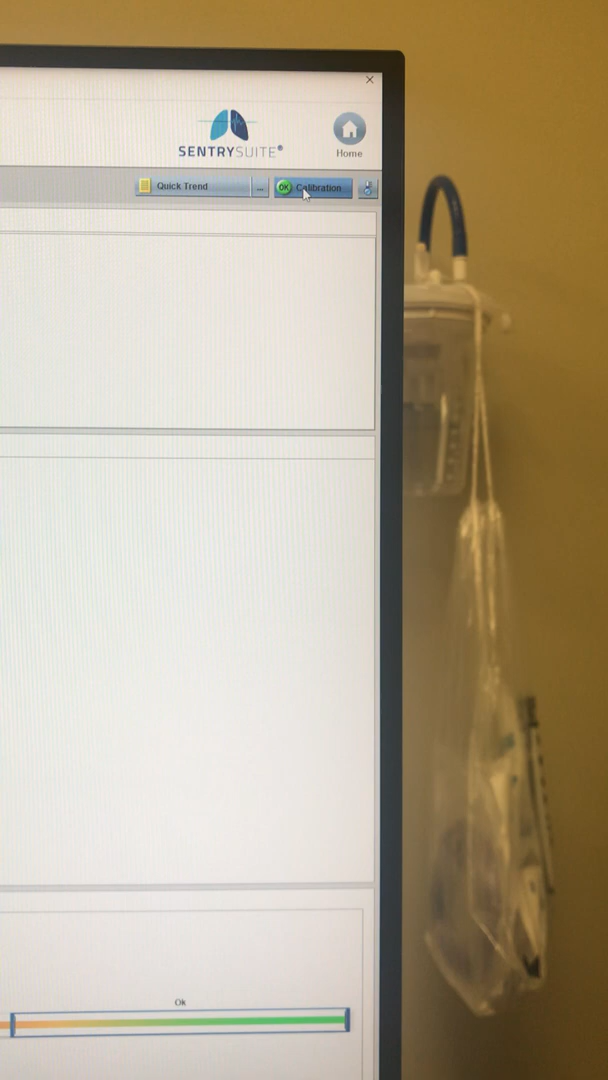 ×
SENTRYSUITE®
Home
Quick Trend
...
OK Calibration
Ok